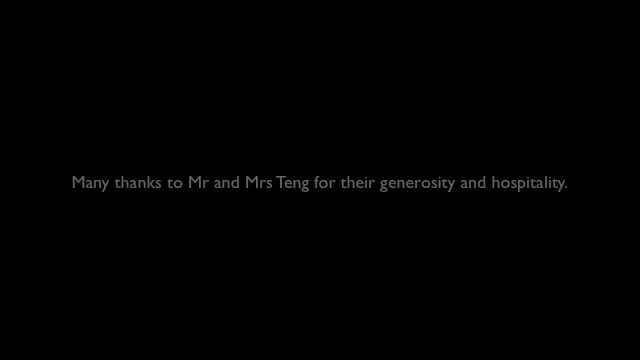 Many thanks to Mr and Mrs Teng for their generosity and hospitality.